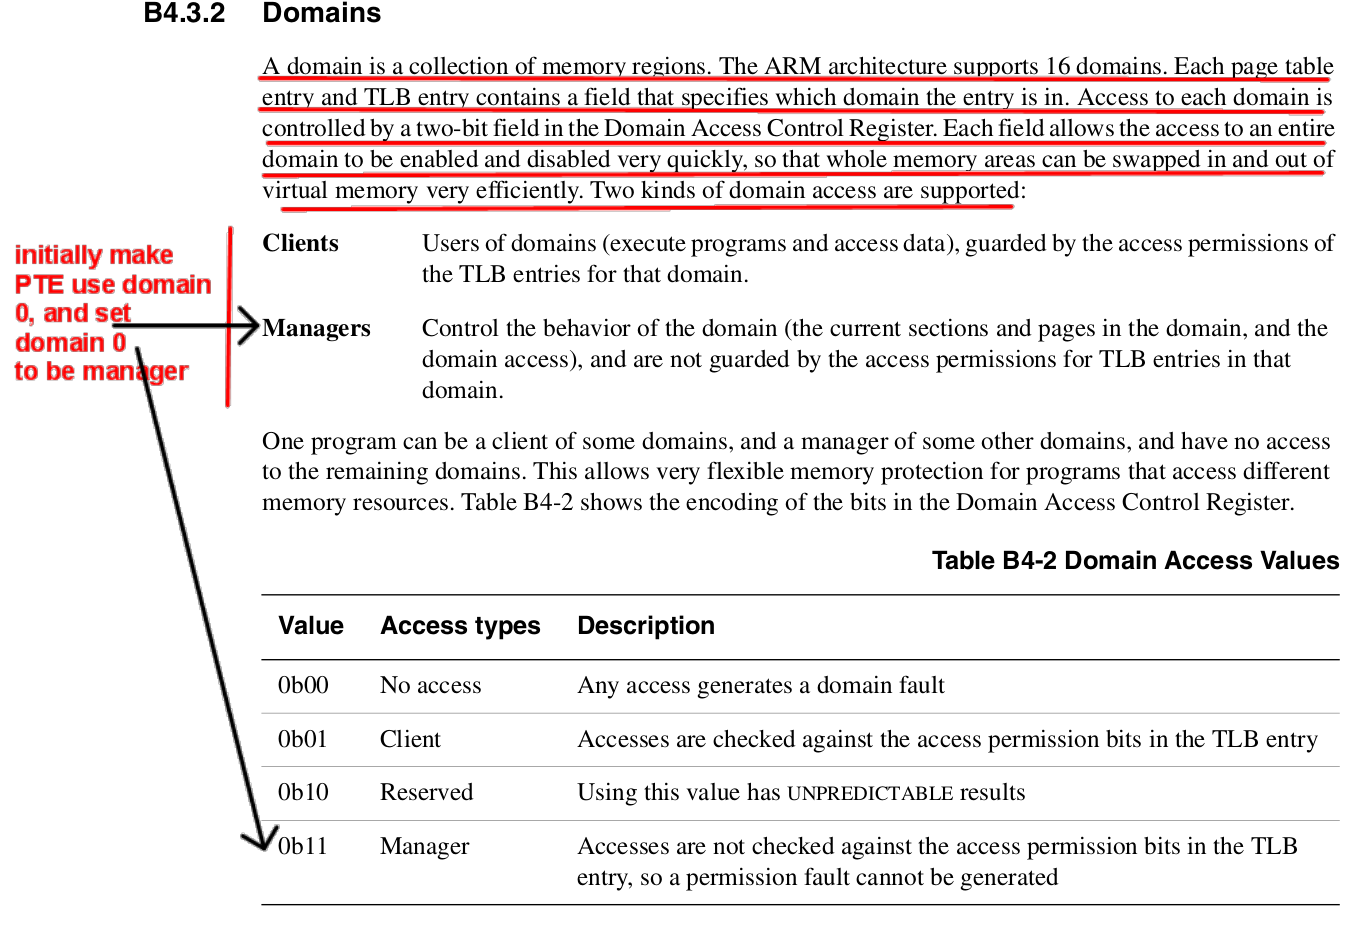 B4.3.2 Domains
A domain is a collection of memory regions. The ARM architecture supports 16 domains. Each page table
entry and TLB entry contains a field that specifies which domain the entry is in. Access to each domain is
controlled by a two-bit field in the Domain Access Control Register. Each field allows the access to an entire
domain to be enabled and disabled very quickly, so that whole memory areas can be swapped in and out of
virtual memory very efficiently. Two kinds of domain access are supported:
initially make
PTE use domain
0, and set
domain 0
to be manager
Clients Users of domains (execute programs and access data), guarded by the access permissions of
the TLB entries for that domain.
Managers Control the behavior of the domain (the current sections and pages in the domain, and the
domain access), and are not guarded by the access permissions for TLB entries in that
domain.
One program can be a client of some domains, and a manager of some other domains, and have no access
to the remaining domains. This allows very flexible memory protection for programs that access different
memory resources. Table B4-2 shows the encoding of the bits in the Domain Access Control Register.
Table B4-2 Domain Access Values
Value Access types Description
0b00 No access Any access generates a domain fault
0b01 Client Accesses are checked against the access permission bits in the TLB entry
0b10 Reserved Using this value has UNPREDICTABLE results
0b11 Manager Accesses are not checked against the access permission bits in the TLB
entry, so a permission fault cannot be generated